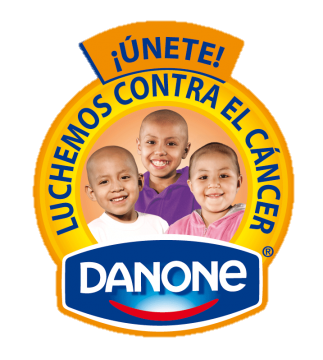 ¡ÚNETE!
LUCHEMOS CONTRA EL CÁNCER
DANONE
®